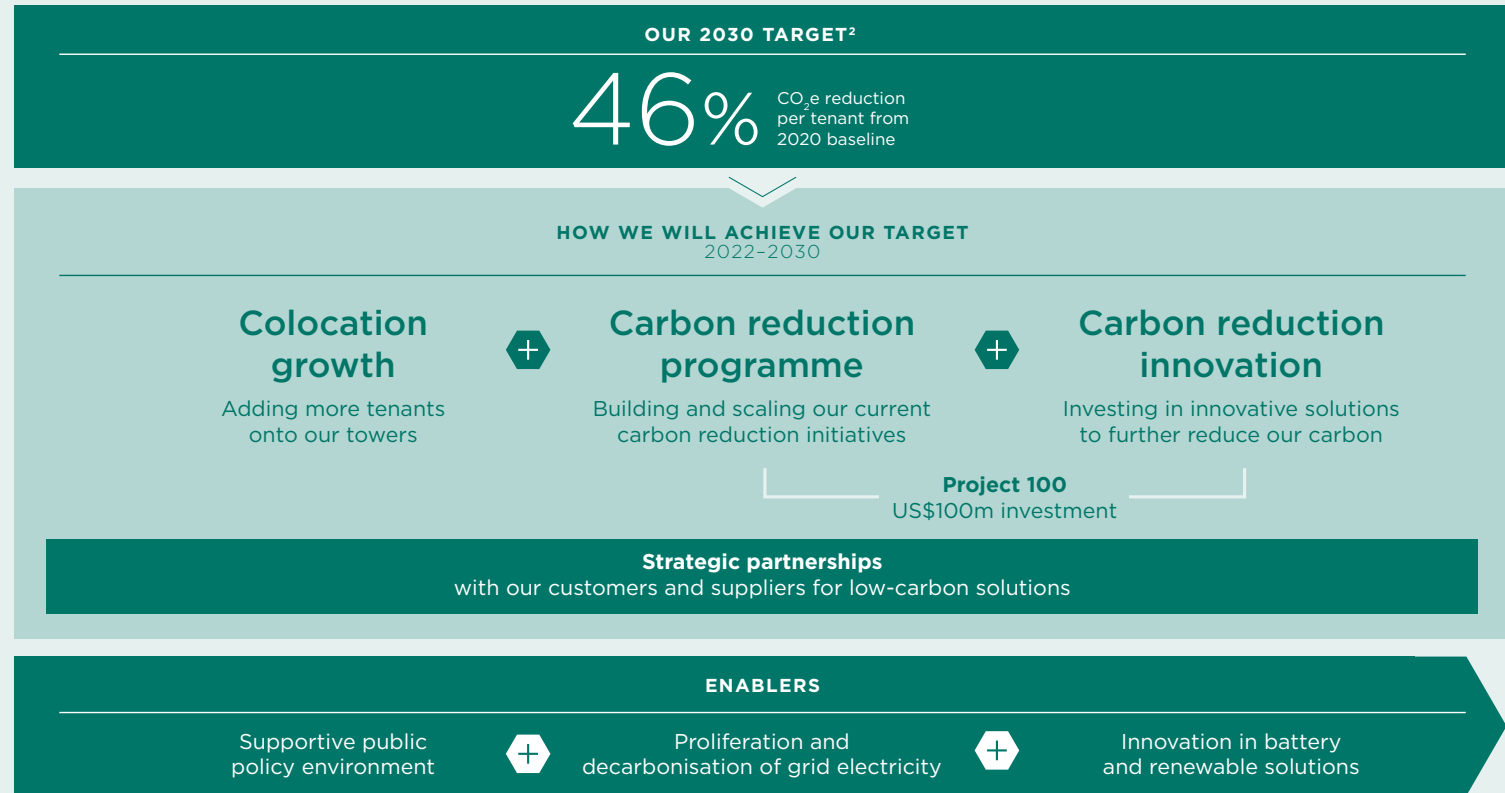 OUR 2030 TARGET²
46%
CO₂e reduction
per tenant from
2020 baseline
HOW WE WILL ACHIEVE OUR TARGET
2022–2030
Colocation
growth
Adding more tenants
onto our towers
+
Carbon reduction
programme
Building and scaling our current
carbon reduction initiatives
+
Carbon reduction
innovation
Investing in innovative solutions
to further reduce our carbon
Project 100
US$100m investment
Strategic partnerships
with our customers and suppliers for low-carbon solutions
ENABLERS
Supportive public
policy environment
+
Proliferation and
decarbonisation of grid electricity
+
Innovation in battery
and renewable solutions